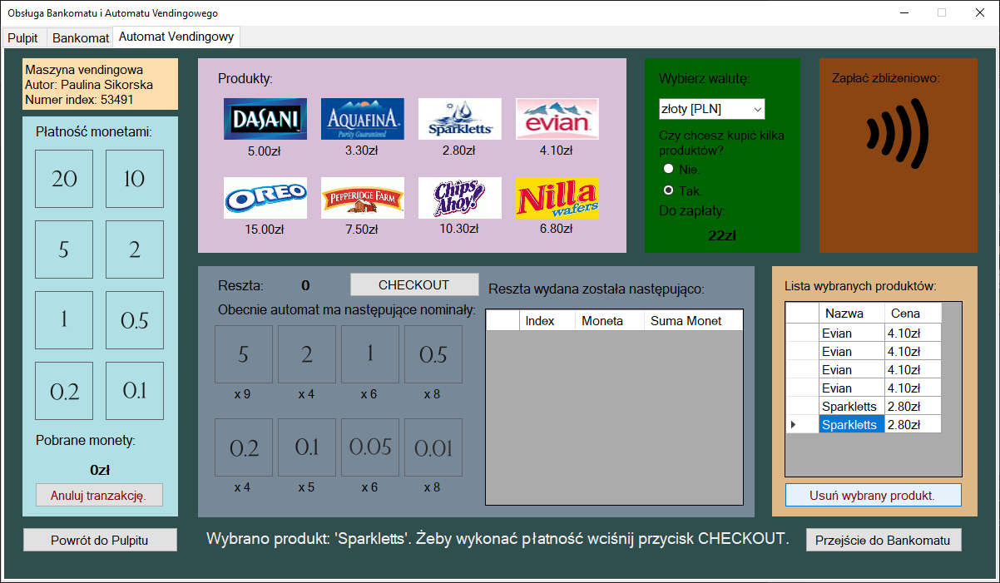 Obsługa Bankomatu i Automatu Vendingowego
Pulpit
Bankomat
Automat Vendingowy
Maszyna vendingowa
Autor: Paulina Sikorska
Numer index: 53491
Płatność monetami:
20
10
5
2
1
0.5
0.2
0.1
Pobrane monety:
0zł
Anuluj tranzakcję.
Powrót do Pulpitu
Produkty:
DASANI
AQUAFINA
Purity Guaranteed
Sparkletts
evian.
5.00zł
3.30zł
2.80zł
4.10zł
OREO
PEPPERIDGE FARM
Chips Ahoy!
Nilla wafers
15.00zł
7.50zł
10.30zł
6.80zł
Wybierz walutę:
złoty [PLN]
Czy chcesz kupić kilka
produktów?
Nie.
Tak.
Do zapłaty:
22zł
Zapłać zbliżeniowo:
Reszta:
0
CHECKOUT
Obecnie automat ma następujące nominały:
5
2
1
0.5
x 9
x 4
x 6
x 8
0.2
0.1
0.05
0.01
x 4
x 5
x 6
x 8
Reszta wydana została następująco:
Index
Moneta
Suma Monet
Lista wybranych produktów:
Nazwa
Cena
Evian
4.10zł
Evian
4.10zł
Evian
4.10zł
Evian
4.10zł
Sparkletts
2.80zł
Sparkletts
2.80zł
Usuń wybrany produkt.
Wybrano produkt: 'Sparkletts'. Żeby wykonać płatność wciśnij przycisk CHECKOUT.
Przejście do Bankomatu